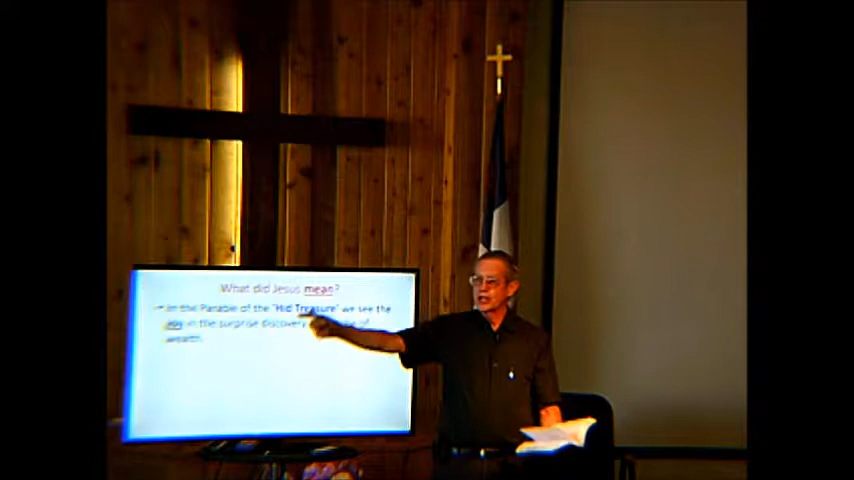 What did Jesus mean?
In the Parable of the "Hid Treasure" we see the
joy in the surprise discovery of
wealth.